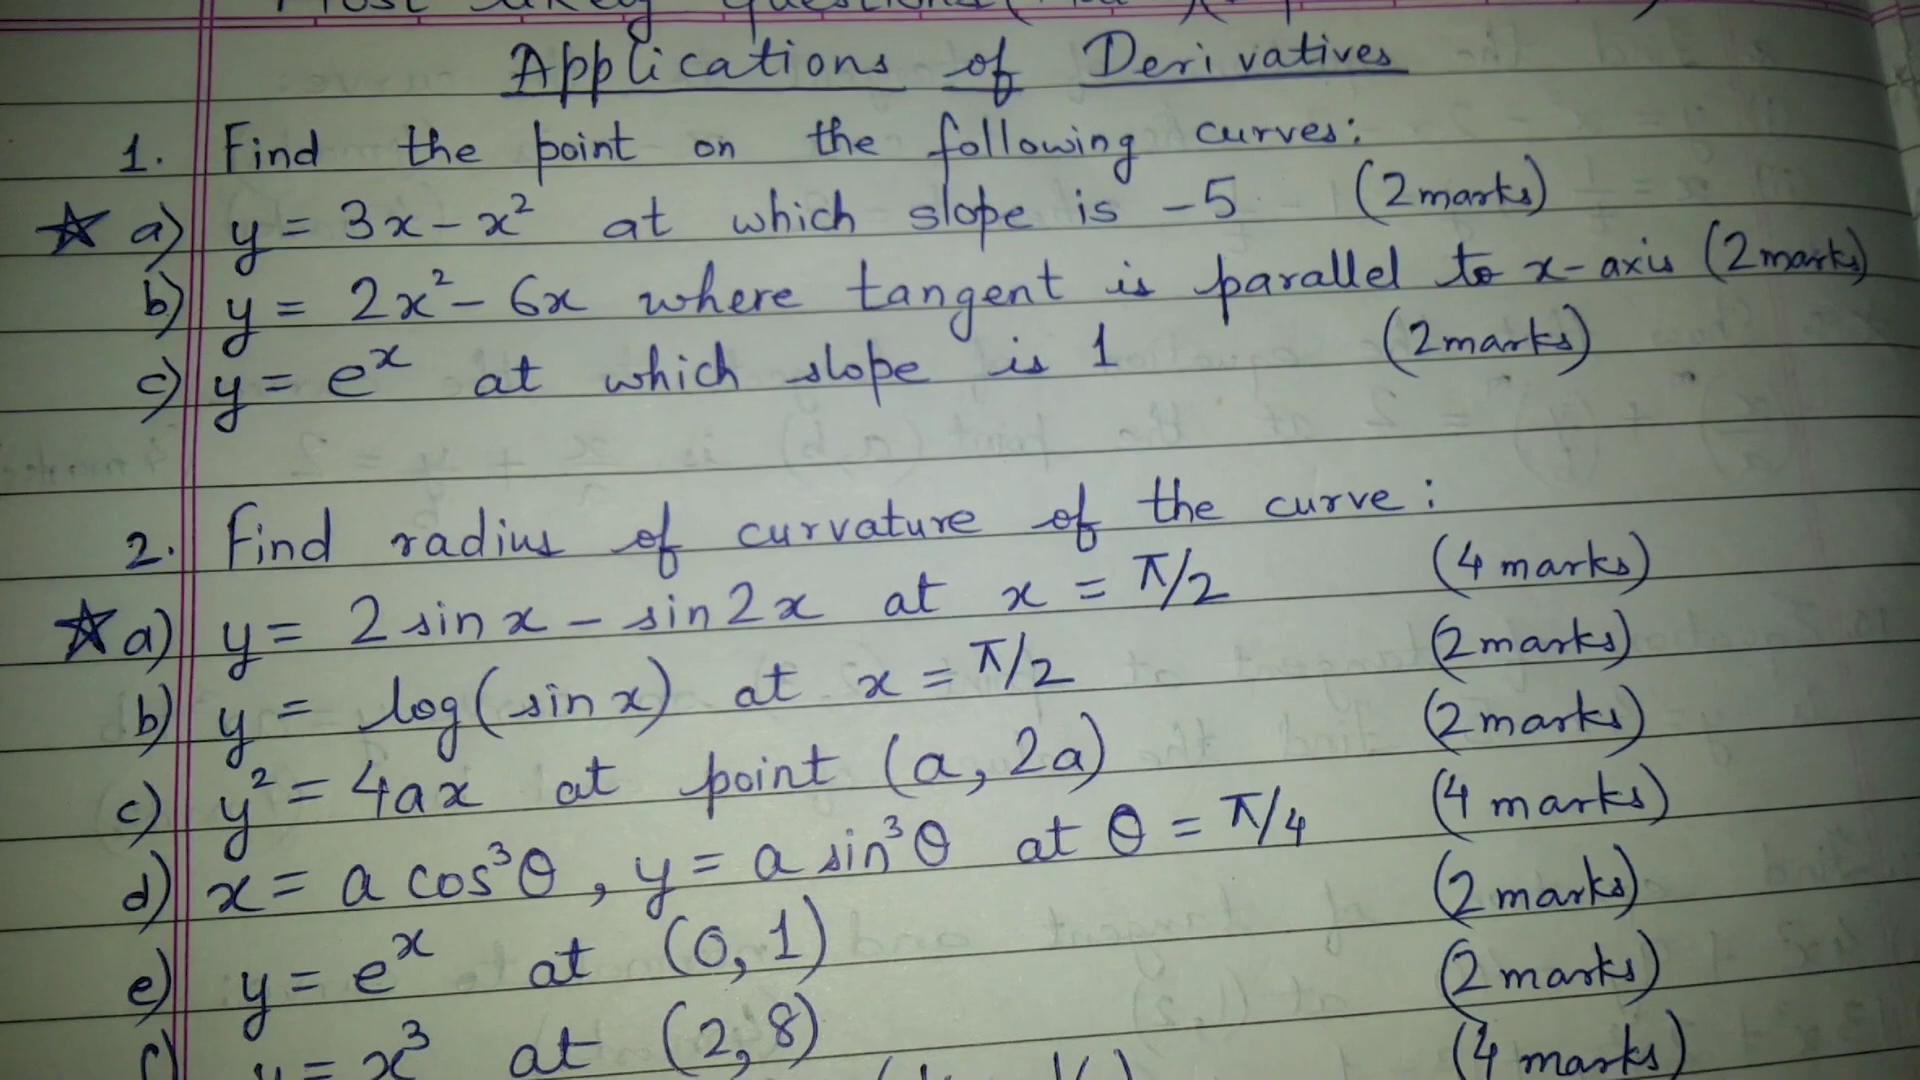 Most likely questions
Applications of Derivatives
1. Find the point on the following curves:
☆ a) y = 3x - x² at which slope is -5 (2 marks)
b) y = 2x² - 6x where tangent is parallel to x-axis (2 marks)
c) y = eˣ at which slope is 1 (2 marks)
2. Find radius of curvature of the curve:
☆ a) y = 2 sin x - sin 2x at x = π/2 (4 marks)
b) y = log(sin x) at x = π/2 (2 marks)
c) y² = 4ax at point (a, 2a) (2 marks)
d) x = a cos³θ, y = a sin³θ at θ = π/4 (4 marks)
e) y = eˣ at (0, 1) (2 marks)
y = x³ at (2, 8) (2 marks)
(4 marks)